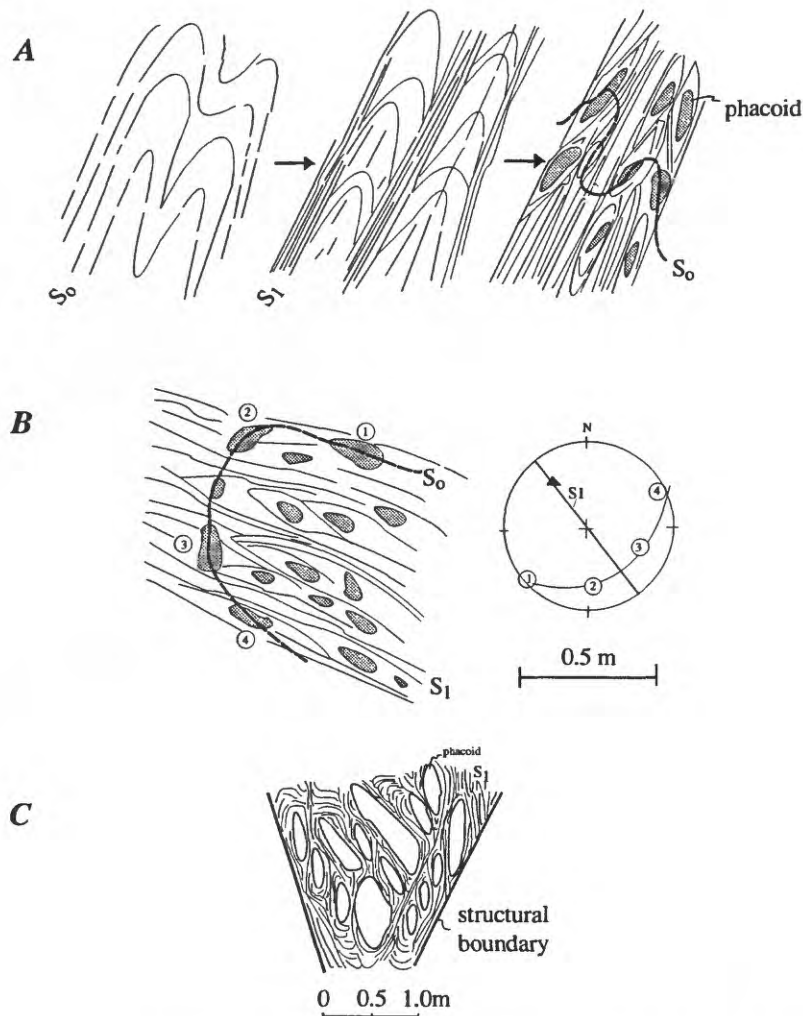 A
phacoid
S₀
S₁
S₀
B
② ①
S₀
③
④
S₁
N
S1
④
③
②
①
0.5 m
C
phacoid
S₁
structural
boundary
0 0.5 1.0m